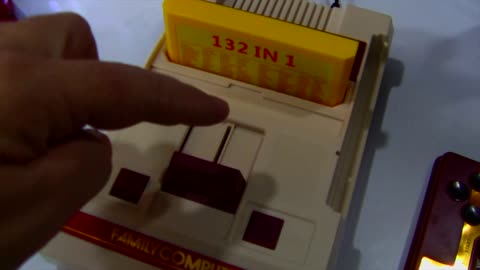 132 IN 1
FAMILY COMPU